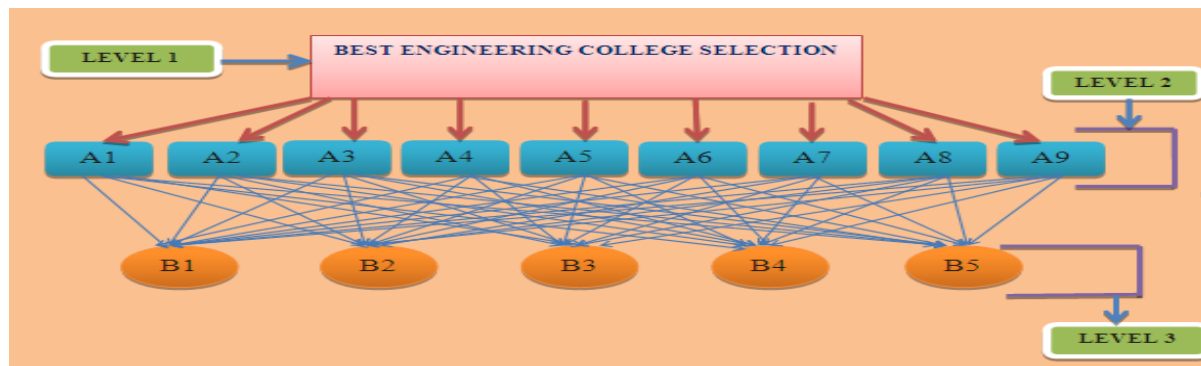 BEST ENGINEERING COLLEGE SELECTION
LEVEL 1
LEVEL 2
A1 A2 A3 A4 A5 A6 A7 A8 A9
B1 B2 B3 B4 B5
LEVEL 3